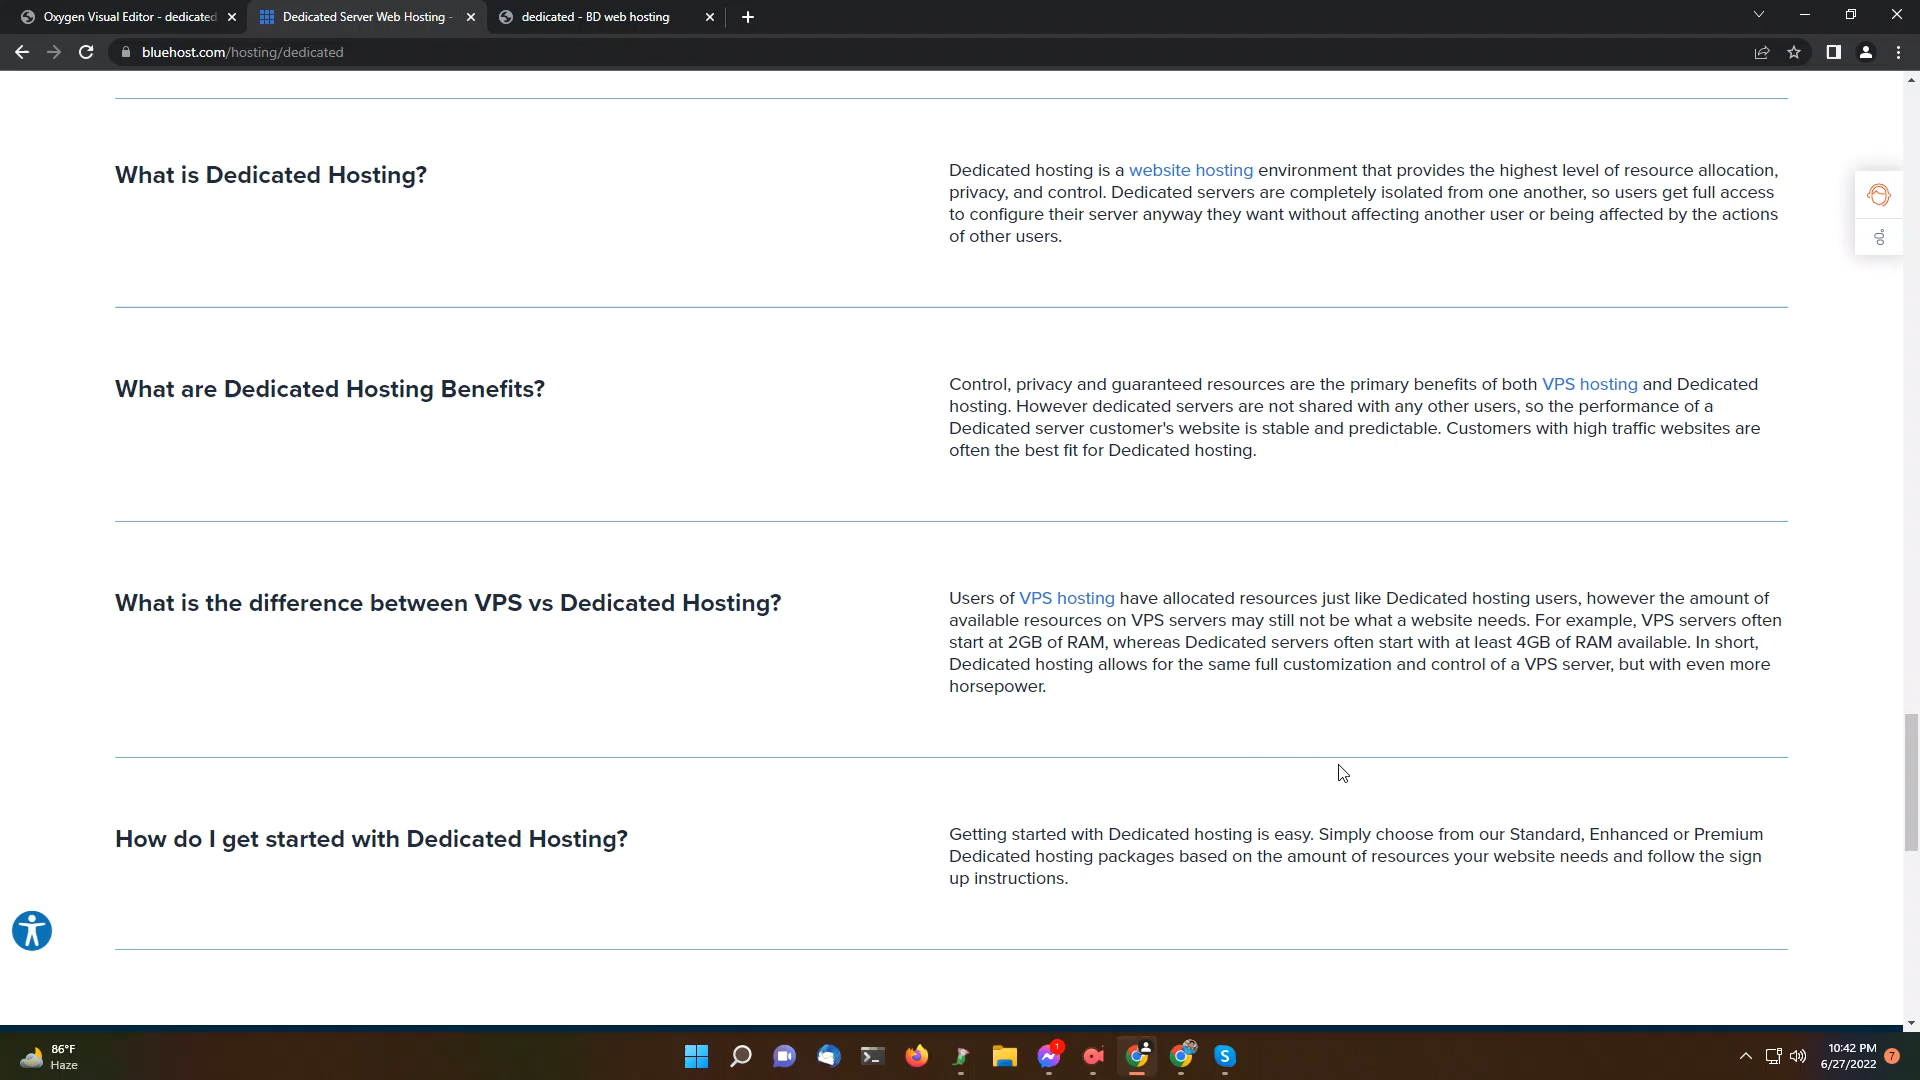 Oxygen Visual Editor - dedicated
Dedicated Server Web Hosting -
dedicated - BD web hosting
bluehost.com/hosting/dedicated
What is Dedicated Hosting?
Dedicated hosting is a website hosting environment that provides the highest level of resource allocation,
privacy, and control. Dedicated servers are completely isolated from one another, so users get full access
to configure their server anyway they want without affecting another user or being affected by the actions
of other users.
What are Dedicated Hosting Benefits?
Control, privacy and guaranteed resources are the primary benefits of both VPS hosting and Dedicated
hosting. However dedicated servers are not shared with any other users, so the performance of a
Dedicated server customer's website is stable and predictable. Customers with high traffic websites are
often the best fit for Dedicated hosting.
What is the difference between VPS vs Dedicated Hosting?
Users of VPS hosting have allocated resources just like Dedicated hosting users, however the amount of
available resources on VPS servers may still not be what a website needs. For example, VPS servers often
start at 2GB of RAM, whereas Dedicated servers often start with at least 4GB of RAM available. In short,
Dedicated hosting allows for the same full customization and control of a VPS server, but with even more
horsepower.
How do I get started with Dedicated Hosting?
Getting started with Dedicated hosting is easy. Simply choose from our Standard, Enhanced or Premium
Dedicated hosting packages based on the amount of resources your website needs and follow the sign
up instructions.
86°F
Haze
1
10:42 PM
6/27/2022
7